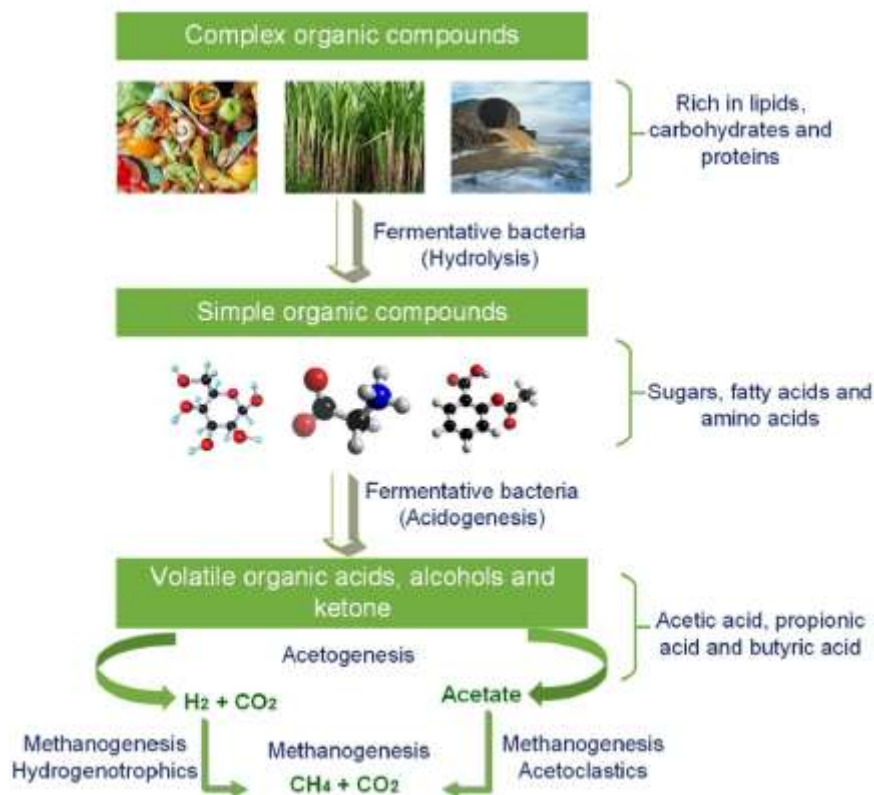 Complex organic compounds
Rich in lipids,
carbohydrates and
proteins
Fermentative bacteria
(Hydrolysis)
Simple organic compounds
Sugars, fatty acids and
amino acids
Fermentative bacteria
(Acidogenesis)
Volatile organic acids, alcohols and
ketone
Acetic acid, propionic
acid and butyric acid
Acetogenesis
H₂ + CO₂
Acetate
Methanogenesis
Hydrogenotrophics
Methanogenesis
CH₄ + CO₂
Methanogenesis
Acetoclastics